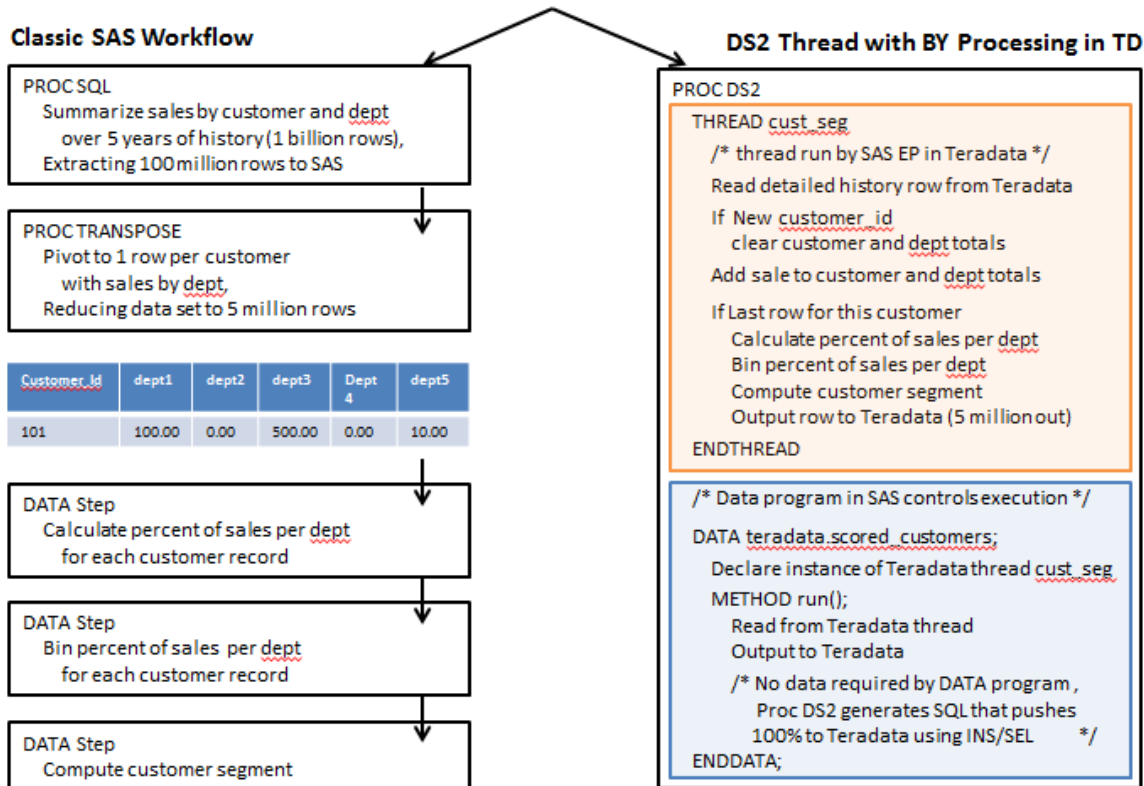 Classic SAS Workflow
PROC SQL
Summarize sales by customer and dept
over 5 years of history (1 billion rows),
Extracting 100 million rows to SAS
PROC TRANSPOSE
Pivot to 1 row per customer
with sales by dept,
Reducing data set to 5 million rows
Customer_Id dept1 dept2 dept3 Dept 4 dept5
101 100.00 0.00 500.00 0.00 10.00
DATA Step
Calculate percent of sales per dept
for each customer record
DATA Step
Bin percent of sales per dept
for each customer record
DATA Step
Compute customer segment
DS2 Thread with BY Processing in TD
PROC DS2
THREAD cust_seg
/* thread run by SAS EP in Teradata */
Read detailed history row from Teradata
If New customer_id
clear customer and dept totals
Add sale to customer and dept totals
If Last row for this customer
Calculate percent of sales per dept
Bin percent of sales per dept
Compute customer segment
Output row to Teradata (5 million out)
ENDTHREAD
/* Data program in SAS controls execution */
DATA teradata.scored_customers;
Declare instance of Teradata thread cust_seg
METHOD run();
Read from Teradata thread
Output to Teradata
/* No data required by DATA program ,
Proc DS2 generates SQL that pushes
100% to Teradata using INS/SEL */
ENDDATA;